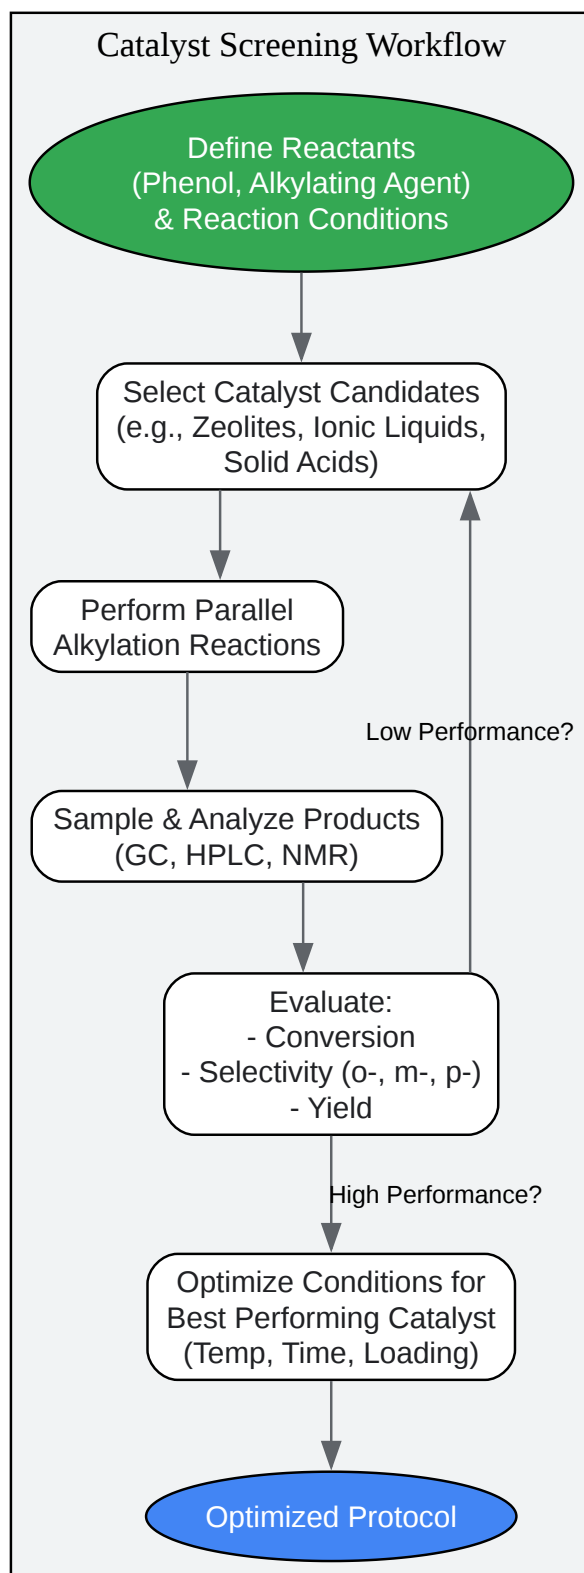 Catalyst Screening Workflow
Define Reactants
(Phenol, Alkylating Agent)
& Reaction Conditions
Select Catalyst Candidates
(e.g., Zeolites, Ionic Liquids,
Solid Acids)
Perform Parallel
Alkylation Reactions
Low Performance?
Sample & Analyze Products
(GC, HPLC, NMR)
Evaluate:
- Conversion
- Selectivity (o-, m-, p-)
- Yield
High Performance?
Optimize Conditions for
Best Performing Catalyst
(Temp, Time, Loading)
Optimized Protocol